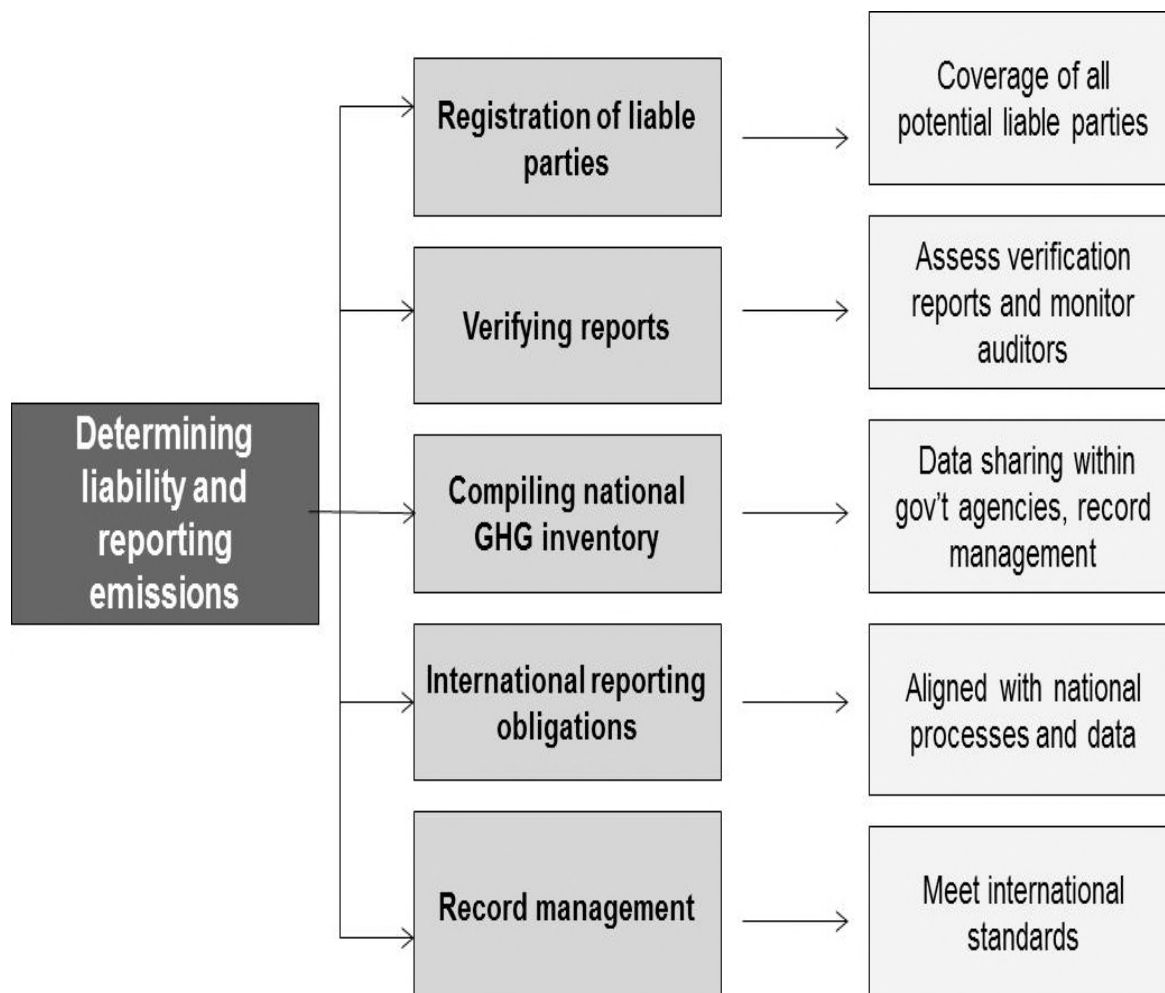 Determining
liability and
reporting
emissions
Registration of liable
parties
Coverage of all
potential liable parties
Verifying reports
Assess verification
reports and monitor
auditors
Compiling national
GHG inventory
Data sharing within
gov't agencies, record
management
International reporting
obligations
Aligned with national
processes and data
Record management
Meet international
standards